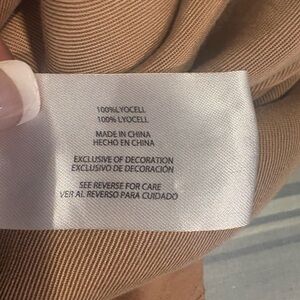 100%LYOCELL
100% LYOCELL
MADE IN CHINA
HECHO EN CHINA
EXCLUSIVE OF DECORATION
EXCLUSIVO DE DECORACIÓN
SEE REVERSE FOR CARE
VER AL REVERSO PARA CUIDADO